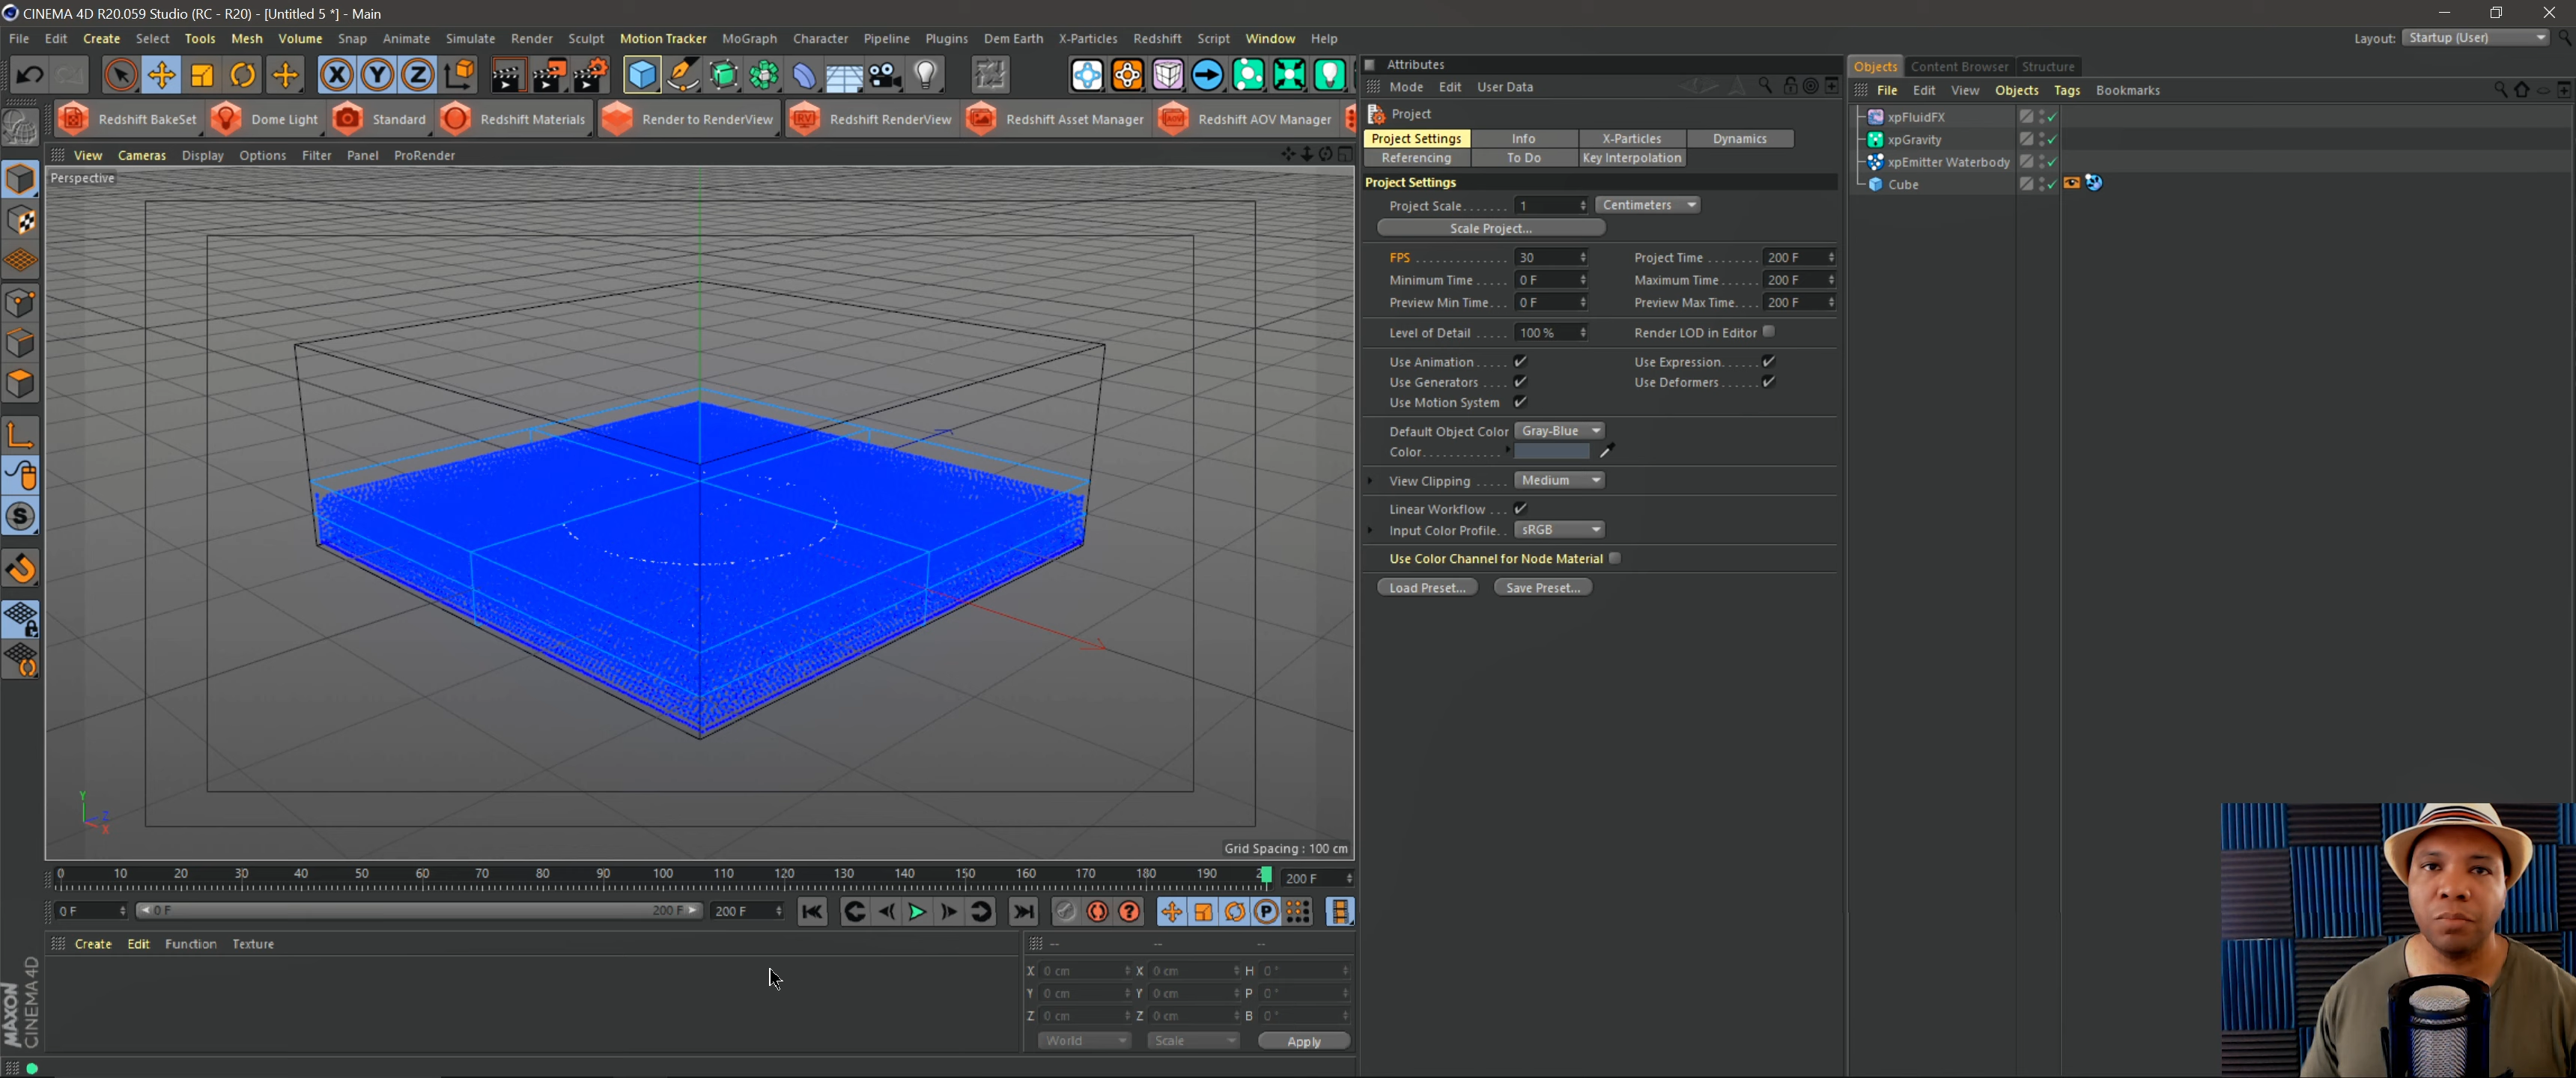 CINEMA 4D R20.059 Studio (RC - R20) - [Untitled 5 *] - Main
File Edit Create Select Tools Mesh Volume Snap Animate Simulate Render Sculpt Motion Tracker MoGraph Character Pipeline Plugins Dem Earth X-Particles Redshift Script Window Help
Layout: Startup (User)
X Y Z
Redshift BakeSet Dome Light Standard Redshift Materials Render to RenderView RV Redshift RenderView Redshift Asset Manager AOV Redshift AOV Manager
View Cameras Display Options Filter Panel ProRender
Perspective
Y
Z
X
Grid Spacing : 100 cm
0 10 20 30 40 50 60 70 80 90 100 110 120 130 140 150 160 170 180 190 200 F
0 F 0 F 200 F 200 F
Create Edit Function Texture
-- -- --
X 0 cm X 0 cm H 0 °
Y 0 cm Y 0 cm P 0 °
Z 0 cm Z 0 cm B 0 °
World Scale Apply
MAXON
CINEMA 4D
Attributes
Mode Edit User Data
Project
Project Settings Info X-Particles Dynamics
Referencing To Do Key Interpolation
Project Settings
Project Scale....... 1 Centimeters
Scale Project...
FPS ............. 30 Project Time ........ 200 F
Minimum Time... 0 F Maximum Time..... 200 F
Preview Min Time... 0 F Preview Max Time.... 200 F
Level of Detail ..... 100 % Render LOD in Editor
Use Animation..... Use Expression......
Use Generators .... Use Deformers......
Use Motion System
Default Object Color Gray-Blue
Color............
View Clipping ..... Medium
Linear Workflow ...
Input Color Profile. . sRGB
Use Color Channel for Node Material
Load Preset... Save Preset...
Objects Content Browser Structure
File Edit View Objects Tags Bookmarks
xpFluidFX
xpGravity
xpEmitter Waterbody
Cube